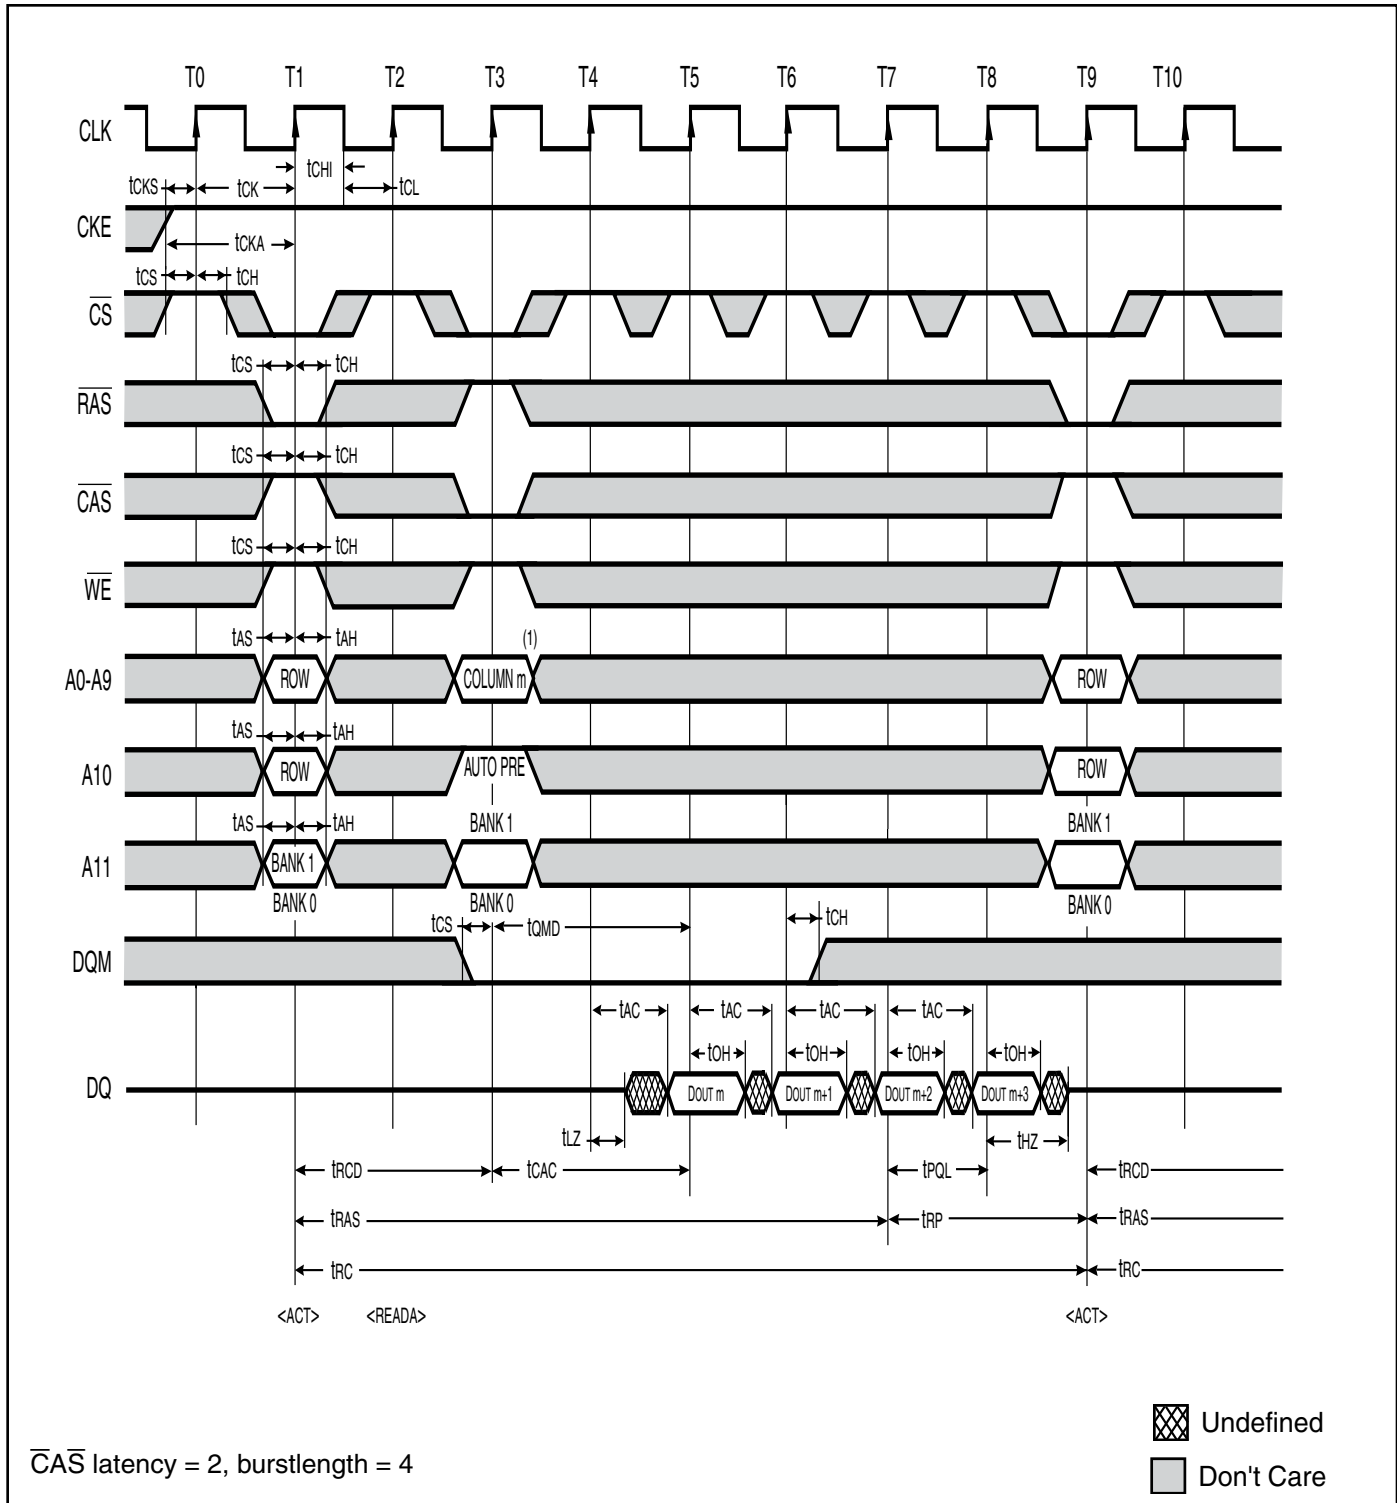 T0 T1 T2 T3 T4 T5 T6 T7 T8 T9 T10
CLK
tCHI
tCKS tCK tCL
CKE
tCKA
tCS tCH
CS
tCS tCH
RAS
tCS tCH
CAS
tCS tCH
WE
tAS tAH (1)
A0-A9 ROW COLUMN m ROW
tAS tAH
A10 ROW AUTO PRE ROW
tAS tAH BANK 1 BANK 1
A11 BANK 1
BANK 0 BANK 0 BANK 0
tCS tQMD tCH
DQM
tAC tAC tAC tAC
tOH tOH tOH tOH
DQ DOUT m DOUT m+1 DOUT m+2 DOUT m+3
tLZ tHZ
tRCD tCAC tPQL tRCD
tRAS tRP tRAS
tRC tRC
<ACT> <READA> <ACT>
Undefined
CAS latency = 2, burstlength = 4
Don't Care